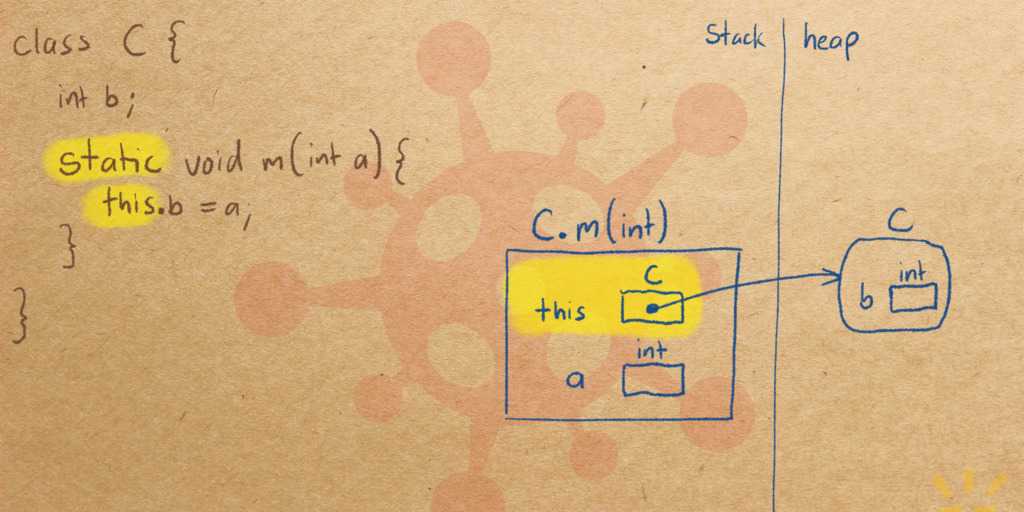 class C {
int b;
static void m(int a) {
this.b = a;
}
}
Stack heap
C.m(int)
C
this
int
a
C
int
b